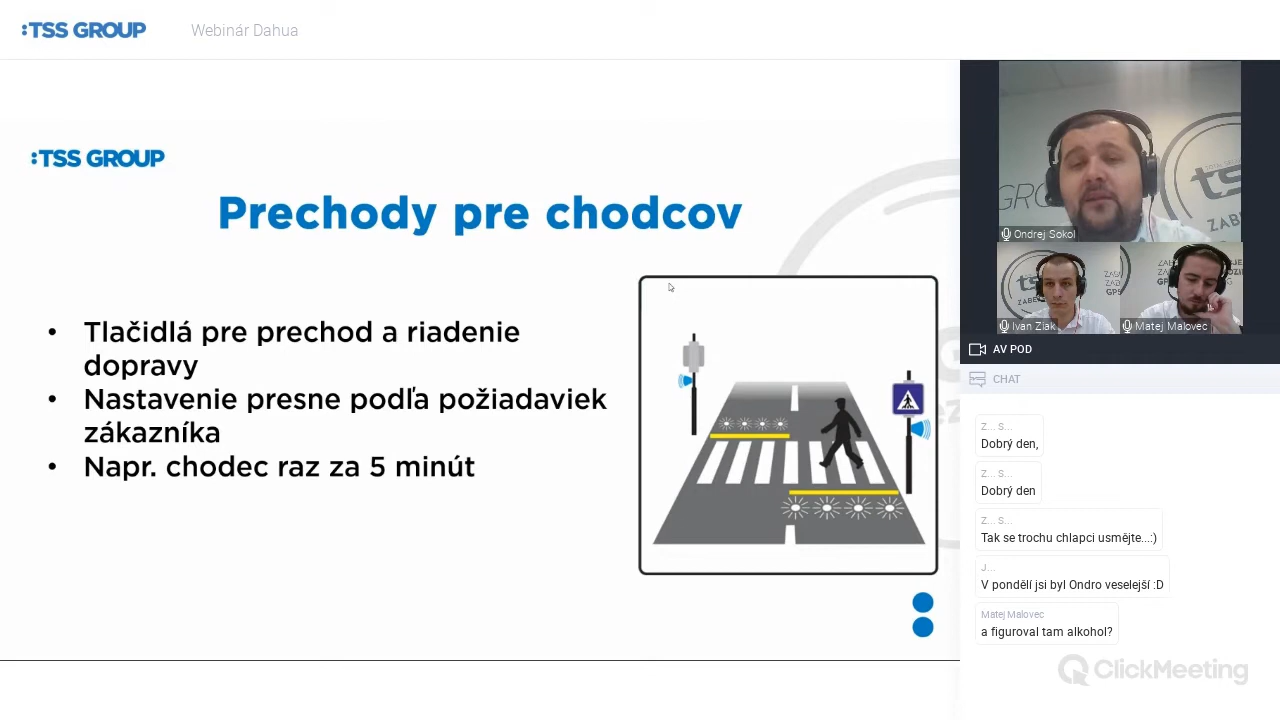 :TSS GROUP
Webinár Dahua
:TSS GROUP
Prechody pre chodcov
• Tlačidlá pre prechod a riadenie
dopravy
• Nastavenie presne podľa požiadaviek
zákazníka
• Napr. chodec raz za 5 minút
Ondrej Sokol
Ivan Zlak
Matej Malovec
AV POD
CHAT
Z... S...
Dobrý den,
Z... S...
Dobrý den
Z... S...
Tak se trochu chlapci usmějte...:)
J...
V pondělí jsi byl Ondro veselejší :D
Matej Malovec
a figuroval tam alkohol?
ClickMeeting